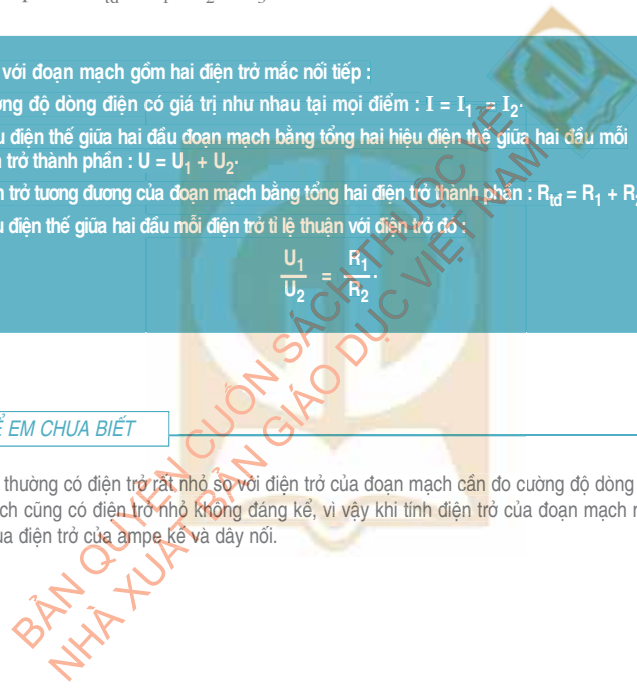 với đoạn mạch gồm hai điện trở mắc nối tiếp :
độ dòng điện có giá trị như nhau tại mọi điểm : I = I₁ = I₂.
điện thế giữa hai đầu đoạn mạch bằng tổng hai hiệu điện thế giữa hai đầu mỗi
trở thành phần : U = U₁ + U₂.
trở tương đương của đoạn mạch bằng tổng hai điện trở thành phần : Rtđ = R₁ + R₂
điện thế giữa hai đầu mỗi điện trở tỉ lệ thuận với điện trở đó :
U₁/U₂ = R₁/R₂.
EM CHƯA BIẾT
thường có điện trở rất nhỏ so với điện trở của đoạn mạch cần đo cường độ dòng
cũng có điện trở nhỏ không đáng kể, vì vậy khi tính điện trở của đoạn mạch
điện trở của ampe kế và dây nối.
BẢN QUYỀN CUỐN SÁCH THUỘC VỀ
NHÀ XUẤT BẢN GIÁO DỤC VIỆT NAM